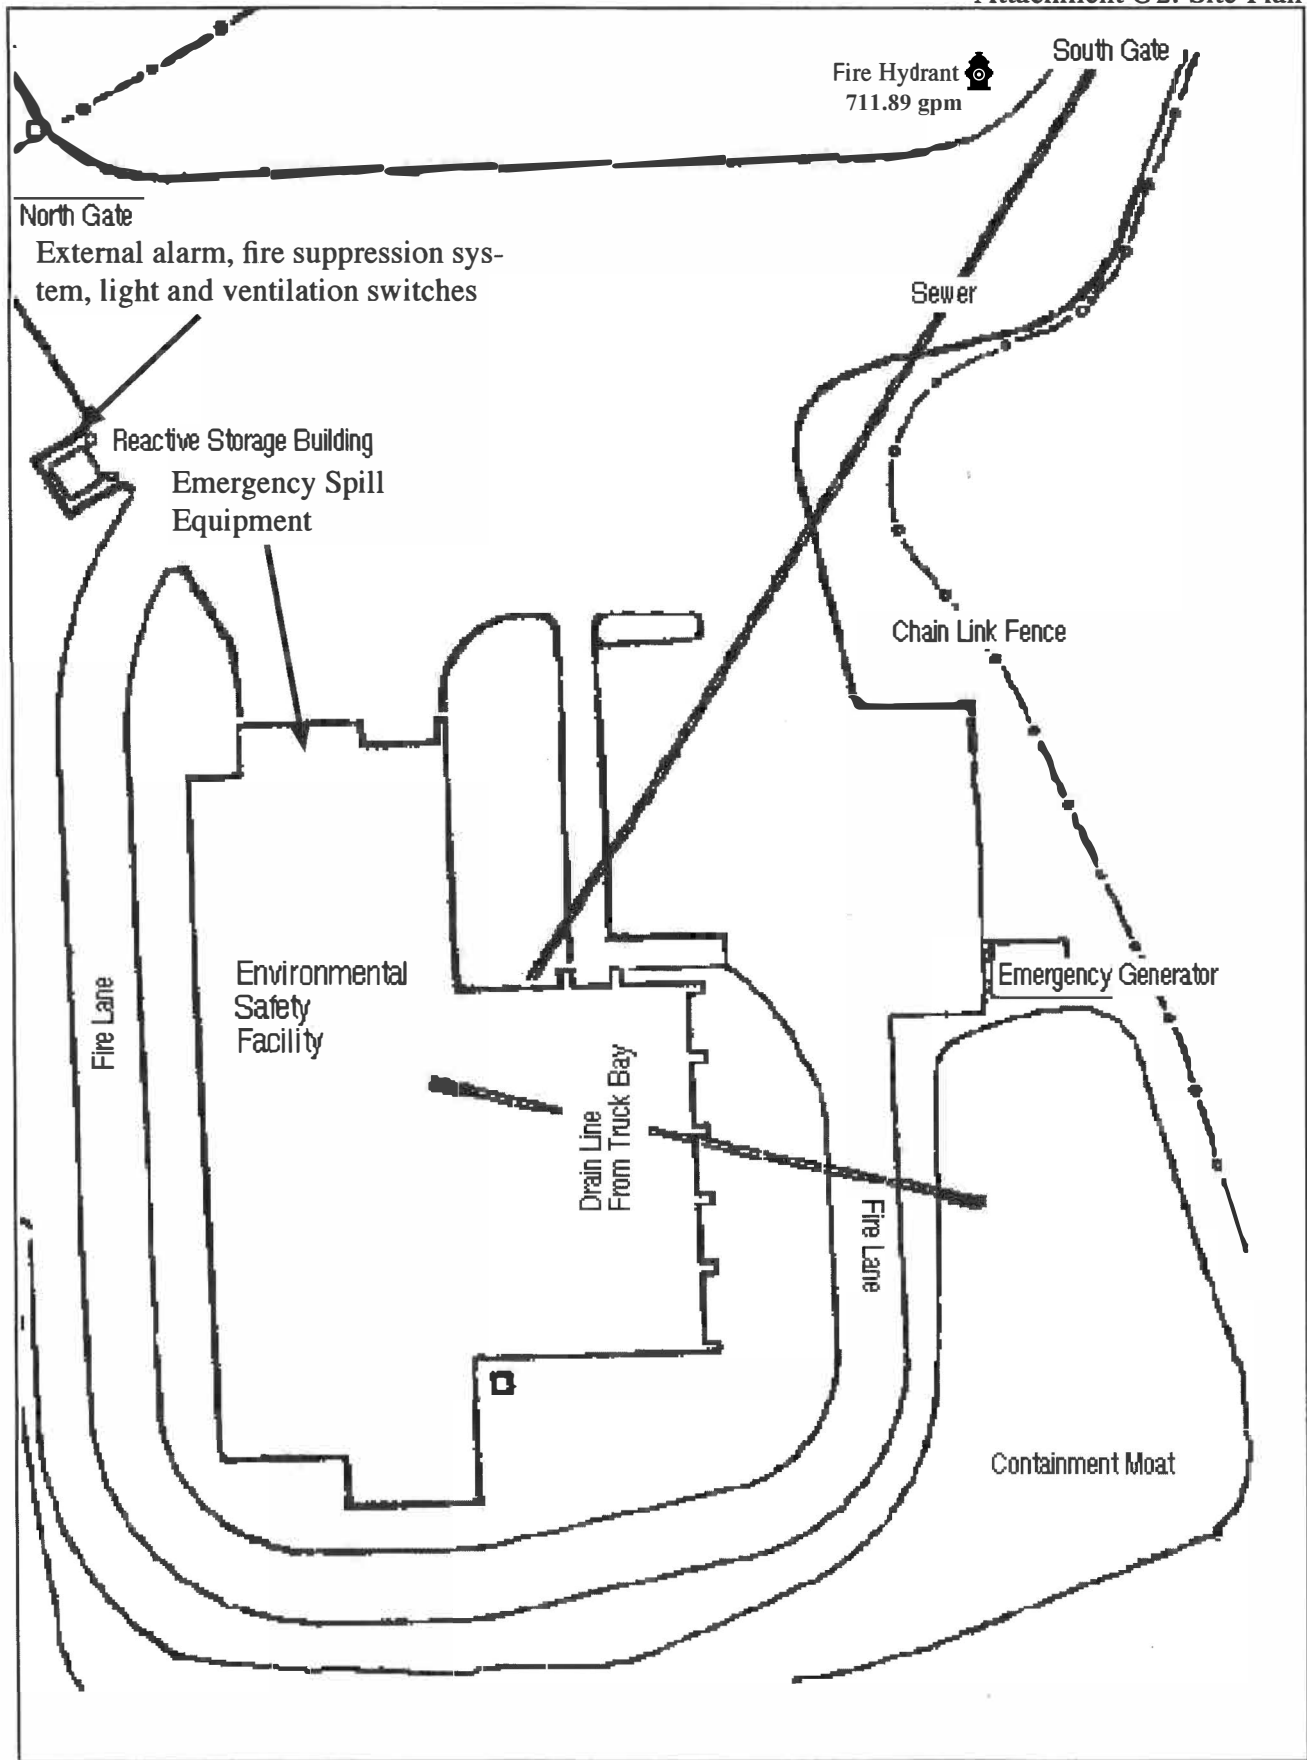 South Gate
Fire Hydrant
711.89 gpm
North Gate
External alarm, fire suppression sys-
tem, light and ventilation switches
Sewer
Reactive Storage Building
Emergency Spill
Equipment
Chain Link Fence
Environmental
Safety
Facility
Emergency Generator
Fire Lane
Drain Line
From Truck Bay
Fire Lane
Containment Moat